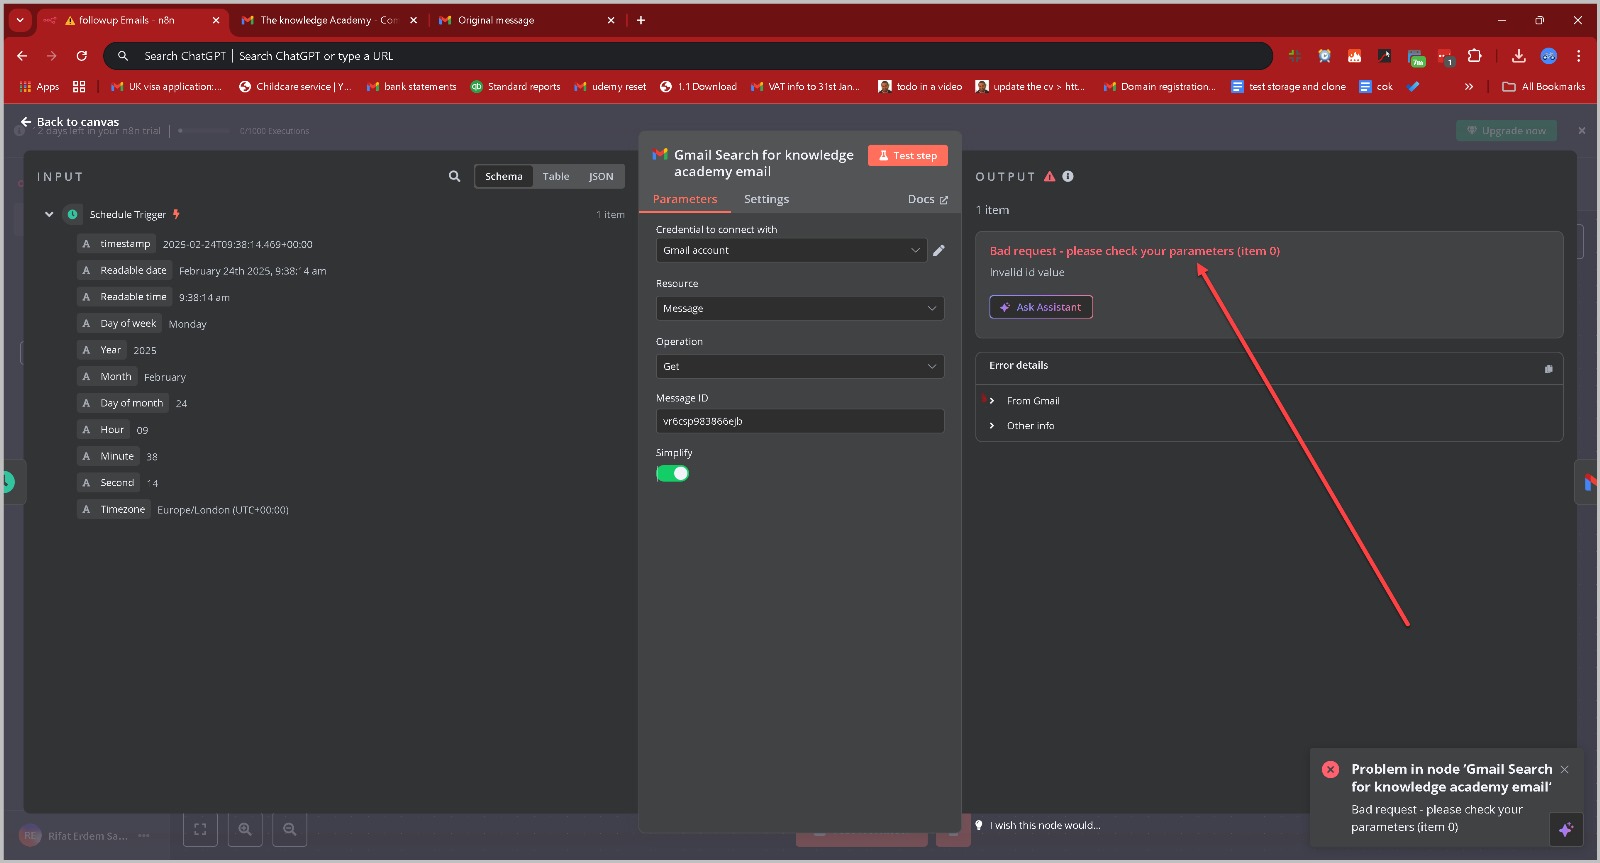 followup Emails - n8n
The knowledge Academy - Con
Original message
Search ChatGPT | Search ChatGPT or type a URL
7m
1
Apps
UK visa application:...
Childcare service | Y...
bank statements
Standard reports
udemy reset
1.1 Download
VAT info to 31st Jan...
todo in a video
update the cv > htt...
Domain registration...
test storage and clone
cok
All Bookmarks
Back to canvas
2 days left in your n8n trial
0/1000 Executions
Upgrade now
INPUT
Schema
Table
JSON
Schedule Trigger
1 item
A timestamp 2025-02-24T09:38:14.469+00:00
A Readable date February 24th 2025, 9:38:14 am
A Readable time 9:38:14 am
A Day of week Monday
A Year 2025
A Month February
A Day of month 24
A Hour 09
A Minute 38
A Second 14
A Timezone Europe/London (UTC+00:00)
Gmail Search for knowledge
academy email
Test step
Parameters
Settings
Docs
Credential to connect with
Gmail account
Resource
Message
Operation
Get
Message ID
vr6csp983866ejb
Simplify
OUTPUT
1 item
Bad request - please check your parameters (item 0)
Invalid id value
Ask Assistant
Error details
From Gmail
Other info
Problem in node 'Gmail Search
for knowledge academy email'
Bad request - please check your
parameters (item 0)
I wish this node would...
RE
Rifat Erdem Sa...